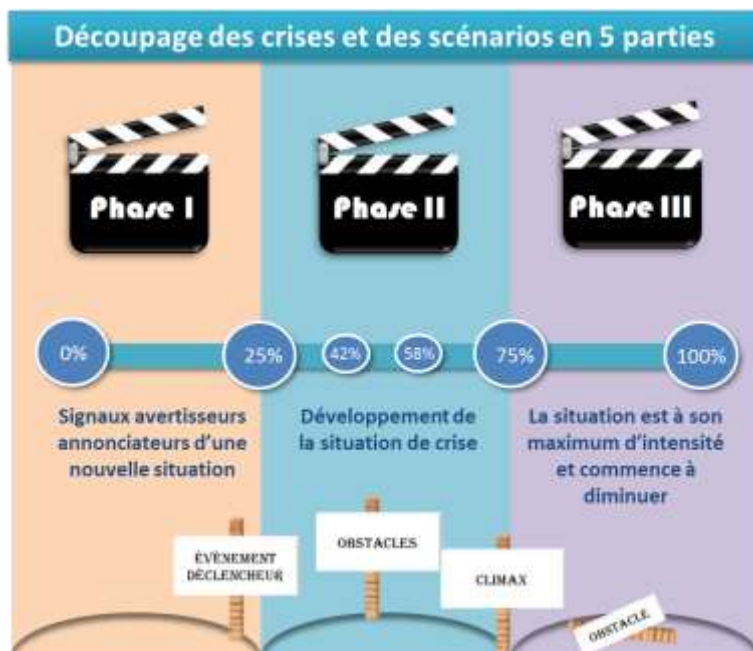 Découpage des crises et des scénarios en 5 parties
Phase I
Phase II
Phase III
0%
25%
42%
58%
75%
100%
Signaux avertisseurs
annonciateurs d'une
nouvelle situation
Développement de
la situation de crise
La situation est à son
maximum d'intensité
et commence à
diminuer
ÉVÈNEMENT
DÉCLENCHEUR
OBSTACLES
CLIMAX
OBSTACLE